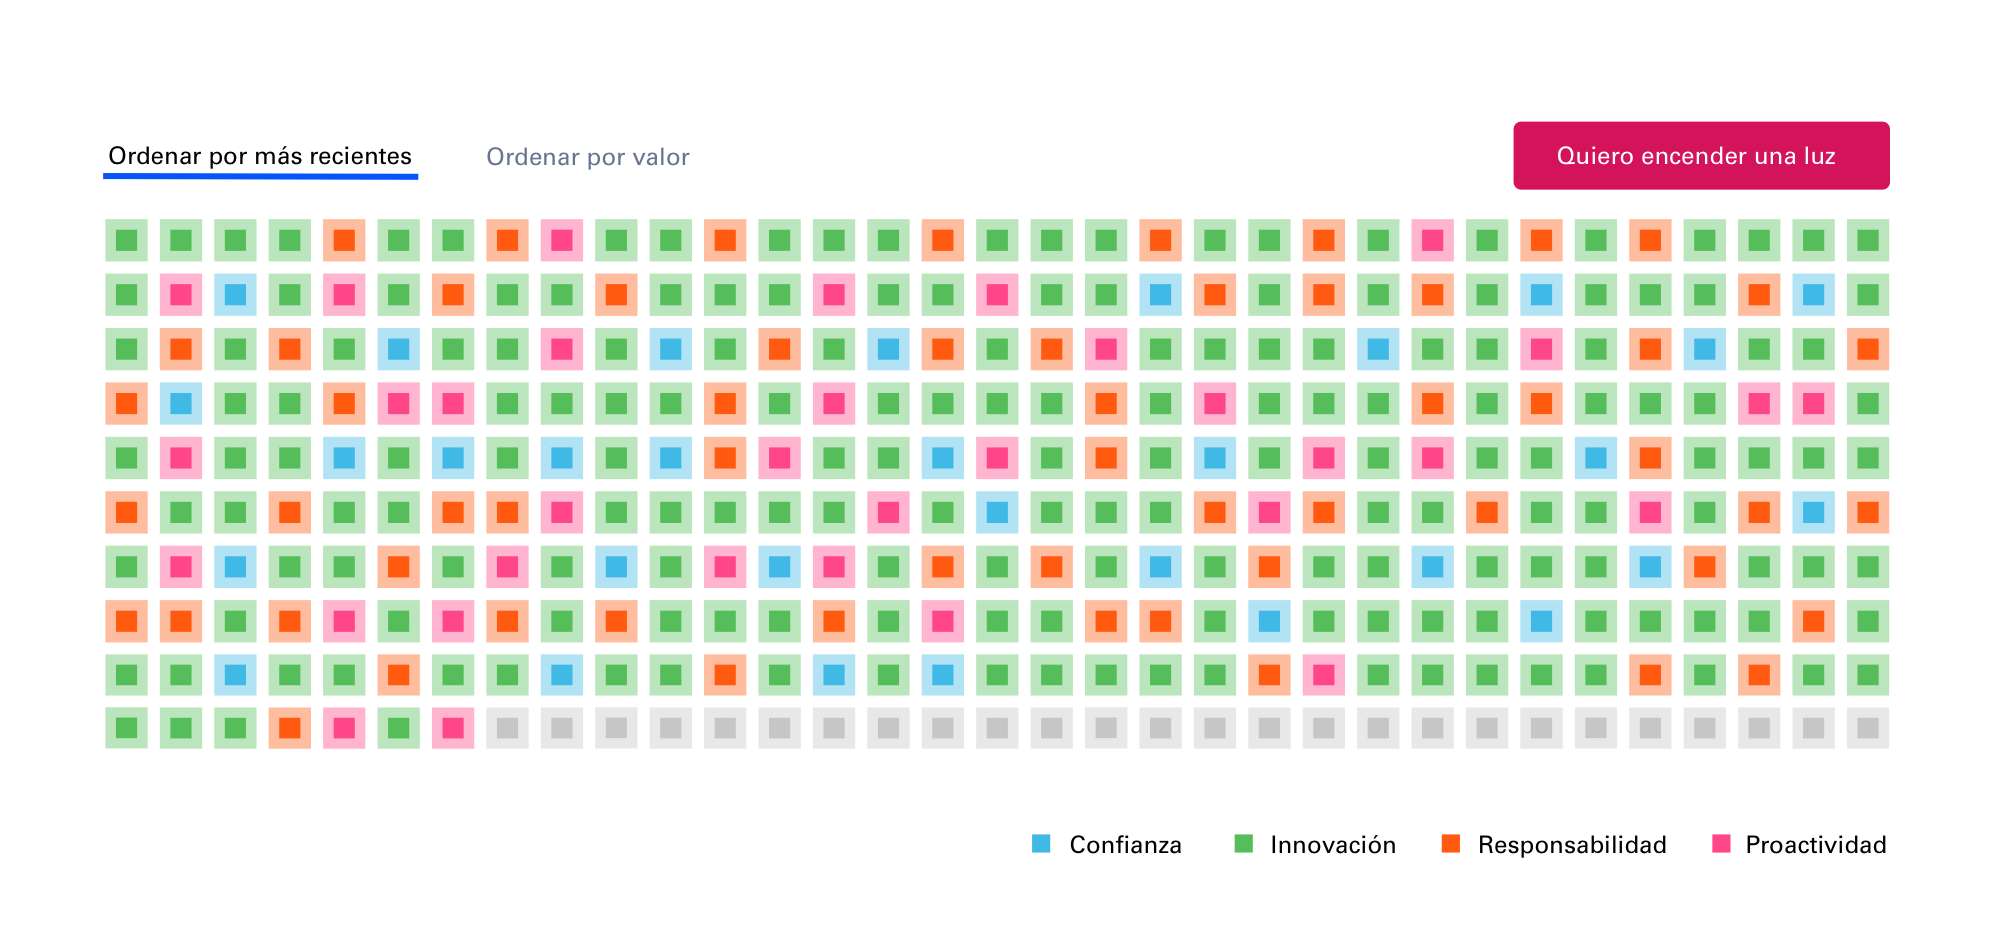 Ordenar por más recientes
Ordenar por valor
Quiero encender una luz
Confianza
Innovación
Responsabilidad
Proactividad